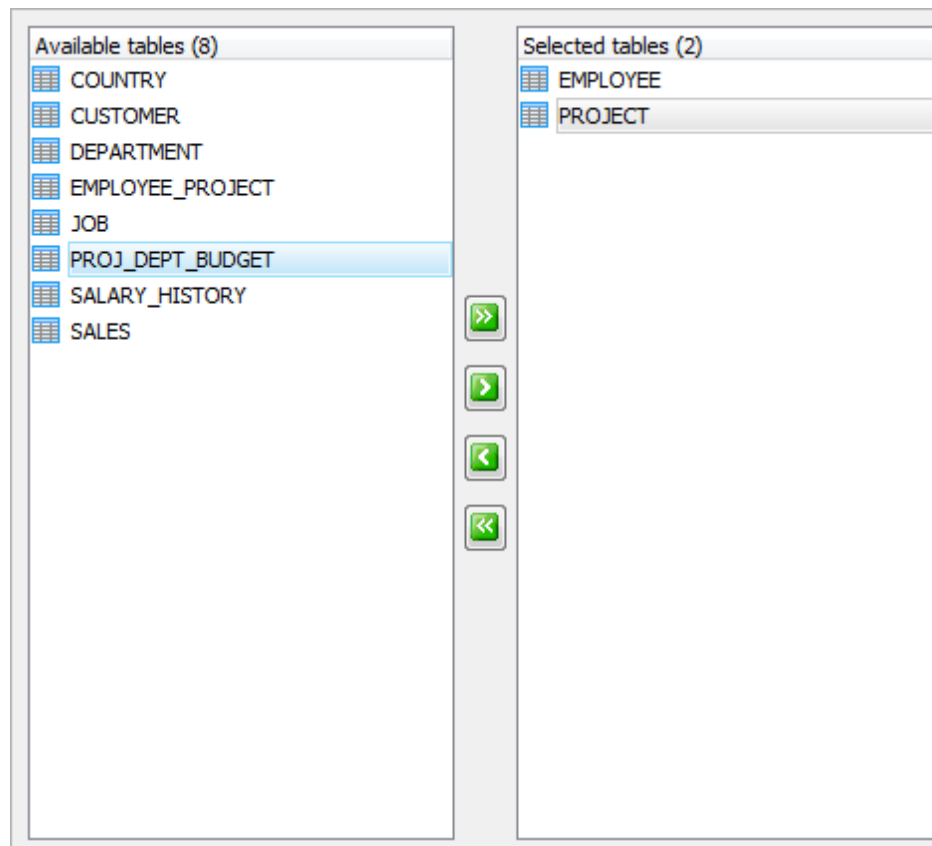 Available tables (8)
COUNTRY
CUSTOMER
DEPARTMENT
EMPLOYEE_PROJECT
JOB
PROJ_DEPT_BUDGET
SALARY_HISTORY
SALES
Selected tables (2)
EMPLOYEE
PROJECT